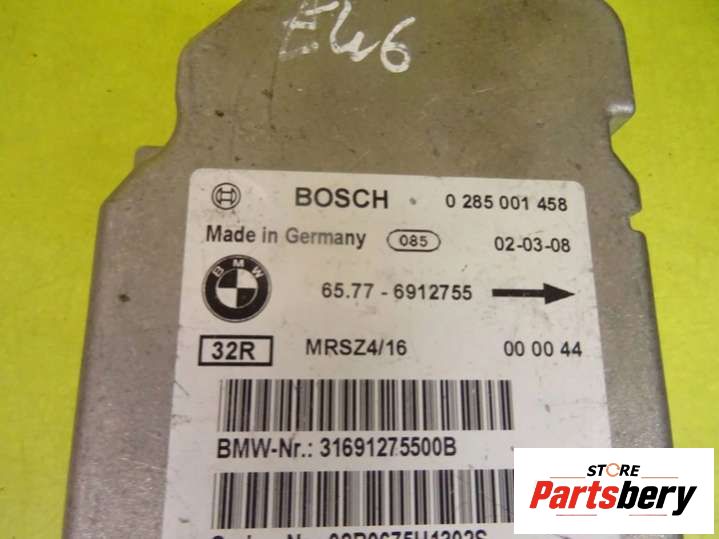 E46
BOSCH 0 285 001 458
Made in Germany 085 02-03-08
BMW
65.77 - 6912755
32R MRSZ4/16 00 00 44
BMW-Nr.: 31691275500B
STORE
Partsbery